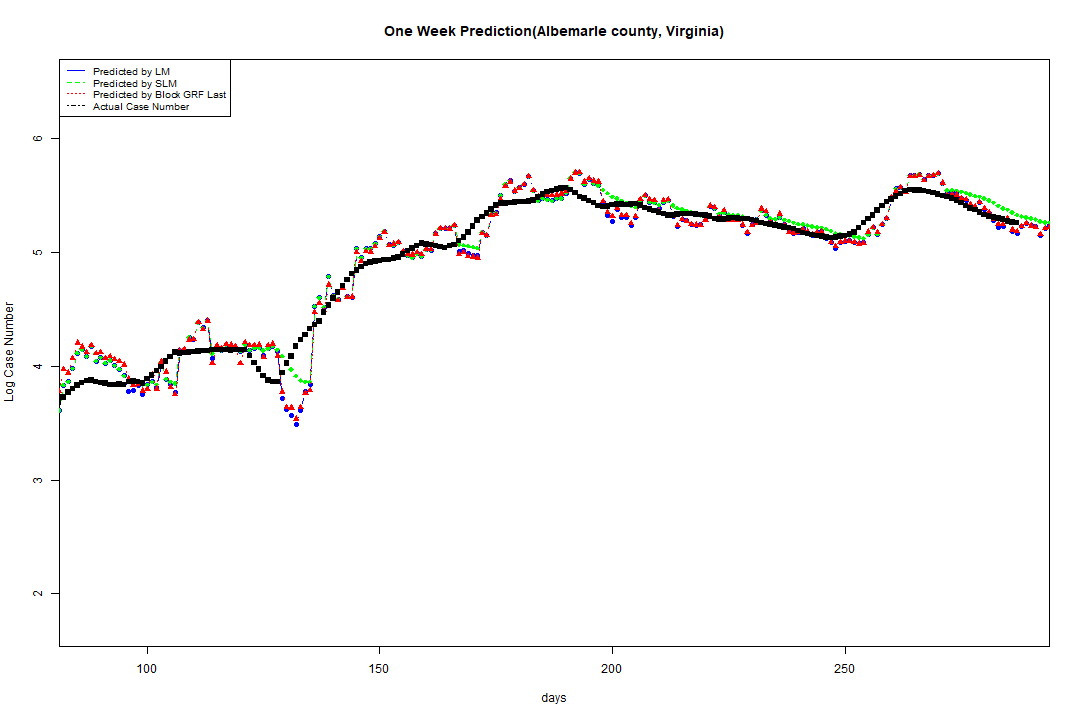 One Week Prediction(Albemarle county, Virginia)
Predicted by LM
Predicted by SLM
Predicted by Block GRF Last
Actual Case Number
6
5
4
3
2
Log Case Number
100 150 200 250
days